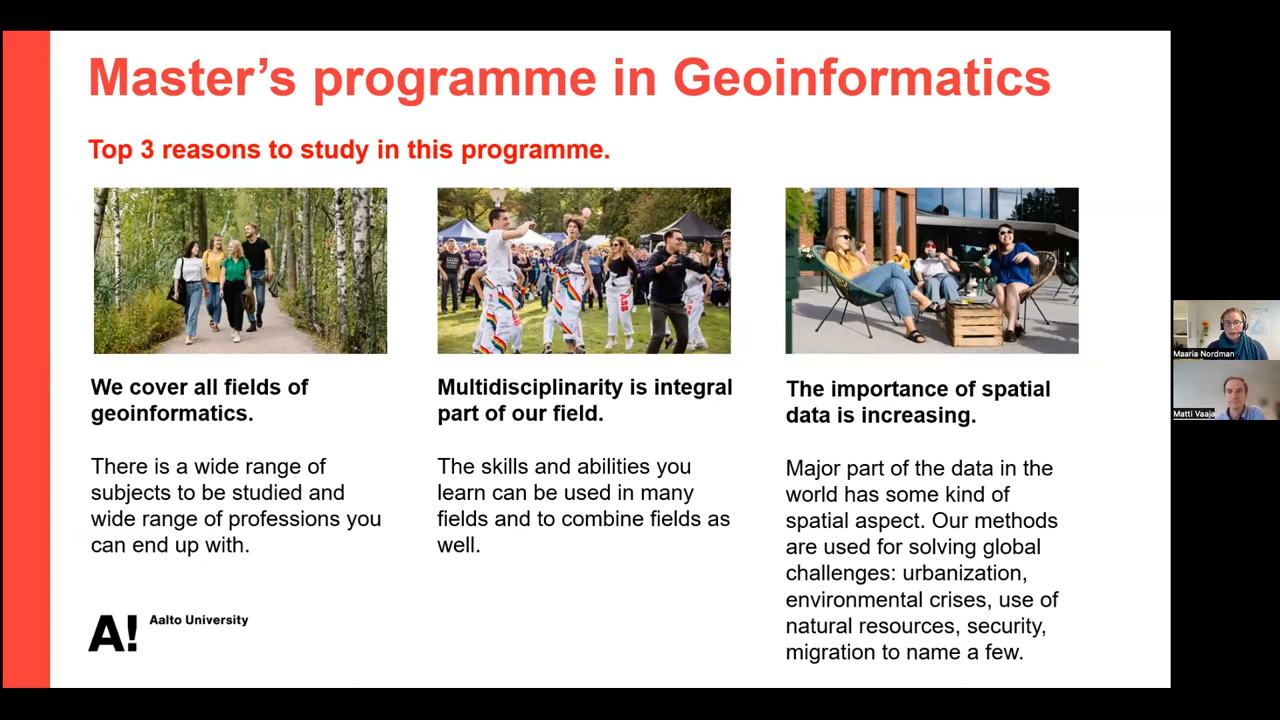 Master's programme in Geoinformatics
Top 3 reasons to study in this programme.
We cover all fields of
geoinformatics.
There is a wide range of
subjects to be studied and
wide range of professions you
can end up with.
Multidisciplinarity is integral
part of our field.
The skills and abilities you
learn can be used in many
fields and to combine fields as
well.
The importance of spatial
data is increasing.
Major part of the data in the
world has some kind of
spatial aspect. Our methods
are used for solving global
challenges: urbanization,
environmental crises, use of
natural resources, security,
migration to name a few.
A! Aalto University
Maaria Nordman
Matti Vaaja
ABB